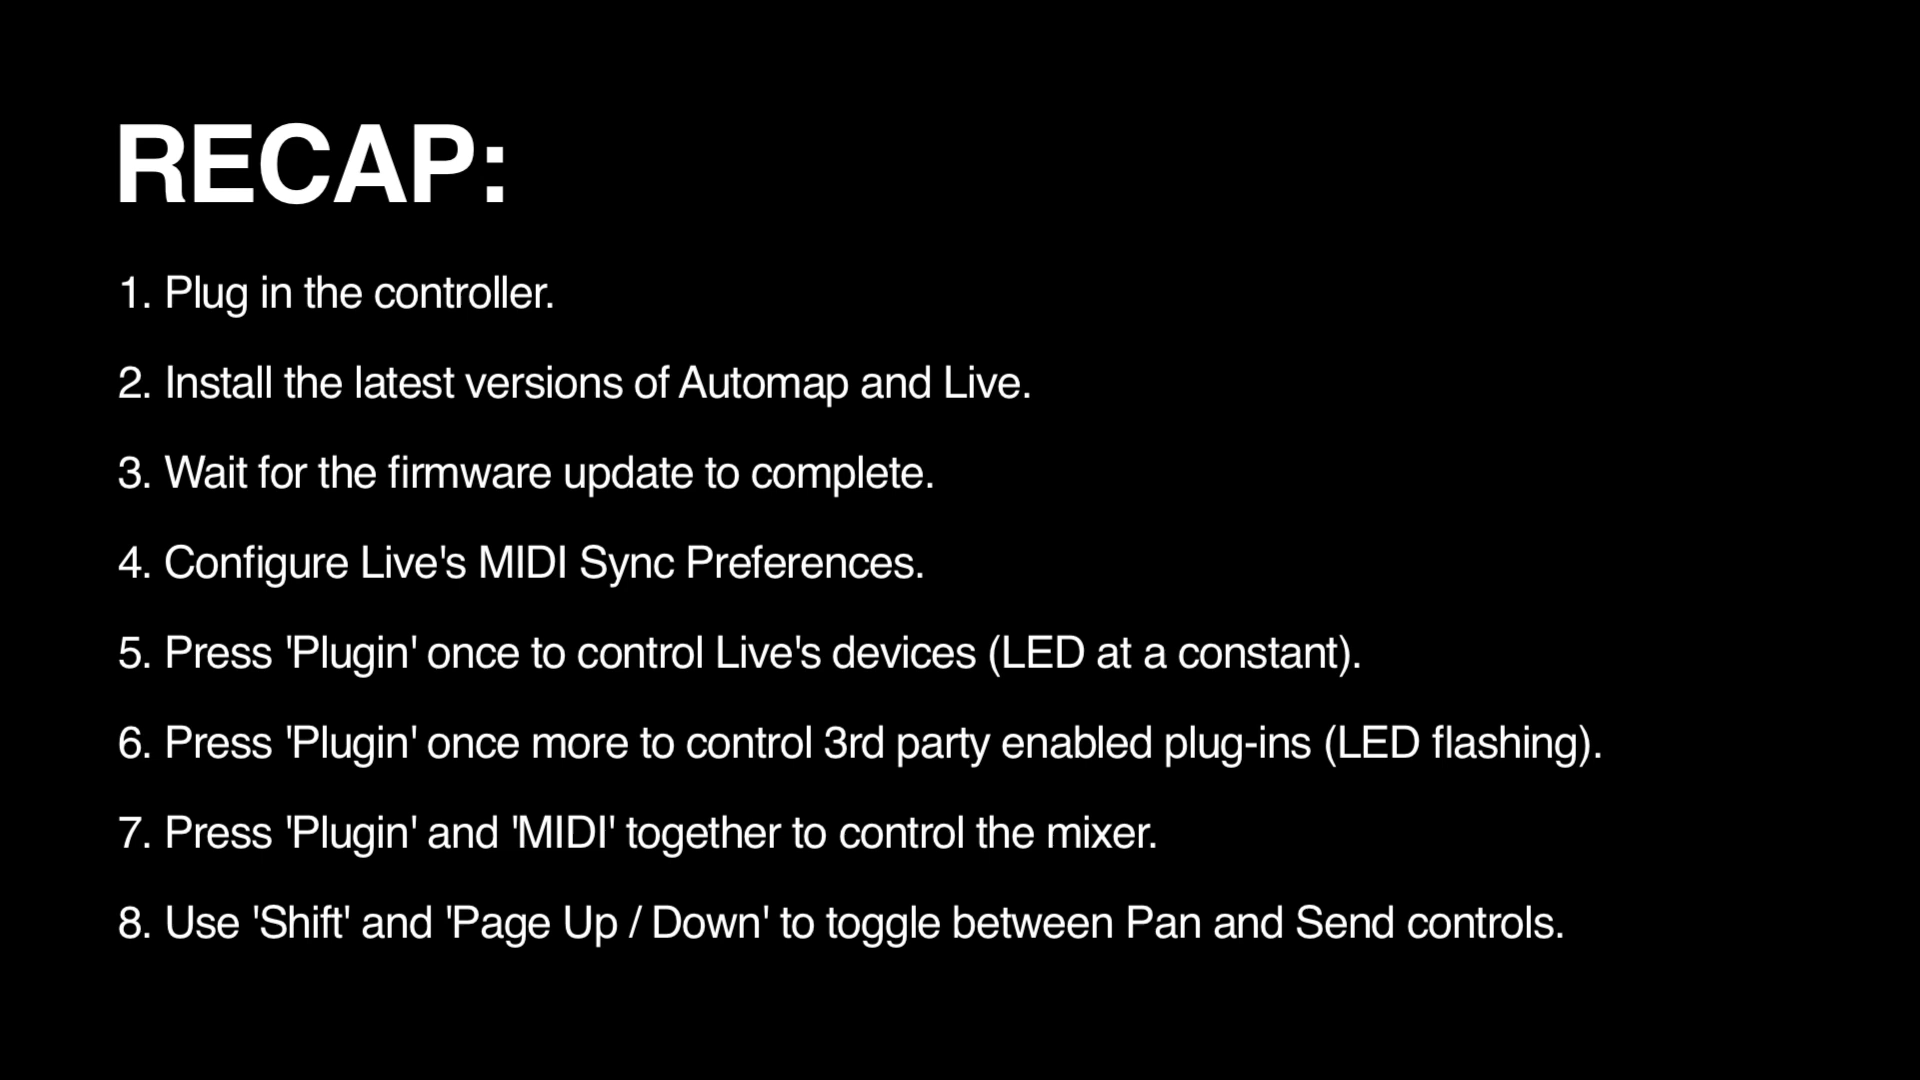 RECAP:
1. Plug in the controller.
2. Install the latest versions of Automap and Live.
3. Wait for the firmware update to complete.
4. Configure Live's MIDI Sync Preferences.
5. Press 'Plugin' once to control Live's devices (LED at a constant).
6. Press 'Plugin' once more to control 3rd party enabled plug-ins (LED flashing).
7. Press 'Plugin' and 'MIDI' together to control the mixer.
8. Use 'Shift' and 'Page Up / Down' to toggle between Pan and Send controls.